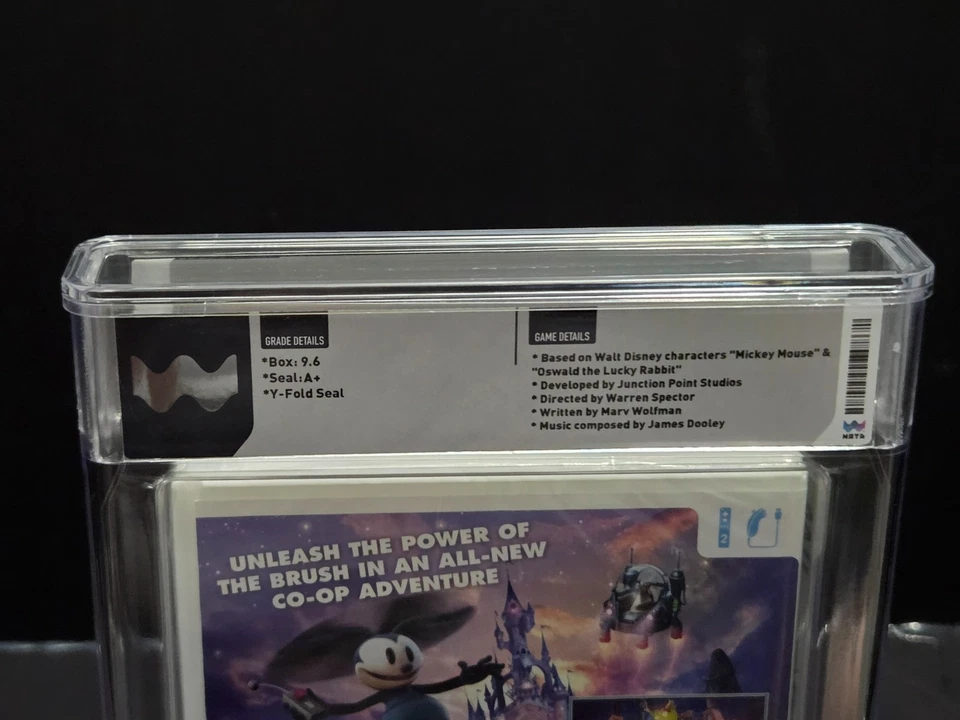 GRADE DETAILS
*Box: 9.6
*Seal:A+
*Y-Fold Seal
GAME DETAILS
* Based on Walt Disney characters "Mickey Mouse" &
"Oswald the Lucky Rabbit"
* Developed by Junction Point Studios
* Directed by Warren Spector
* Written by Marv Wolfman
* Music composed by James Dooley
WATA
2
UNLEASH THE POWER OF
THE BRUSH IN AN ALL-NEW
CO-OP ADVENTURE